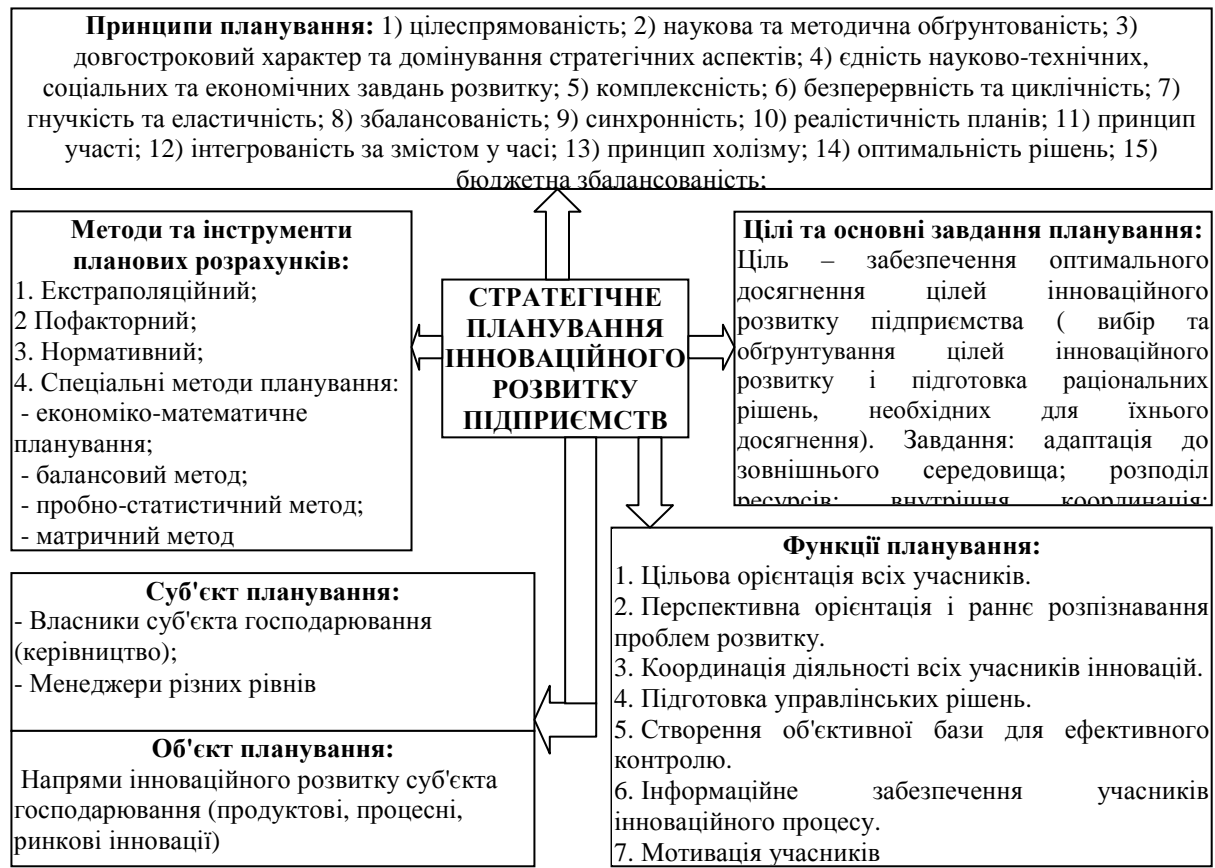 Принципи планування: 1) цілеспрямованість; 2) наукова та методична обґрунтованість; 3)
довгостроковий характер та домінування стратегічних аспектів; 4) єдність науково-технічних,
соціальних та економічних завдань розвитку; 5) комплексність; 6) безперервність та циклічність; 7)
гнучкість та еластичність; 8) збалансованість; 9) синхронність; 10) реалістичність планів; 11) принцип
участі; 12) інтегрованість за змістом у часі; 13) принцип холізму; 14) оптимальність рішень; 15)
бюджетна збалансованість;
Методи та інструменти
планових розрахунків:
1. Екстраполяційний;
2 Пофакторний;
3. Нормативний;
4. Спеціальні методи планування:
- економіко-математичне
планування;
- балансовий метод;
- пробно-статистичний метод;
- матричний метод
СТРАТЕГІЧНЕ
ПЛАНУВАННЯ
ІННОВАЦІЙНОГО
РОЗВИТКУ
ПІДПРИЄМСТВ
Цілі та основні завдання планування:
Ціль – забезпечення оптимального
досягнення цілей інноваційного
розвитку підприємства ( вибір та
обґрунтування цілей інноваційного
розвитку і підготовка раціональних
рішень, необхідних для їхнього
досягнення). Завдання: адаптація до
зовнішнього середовища; розподіл
ресурсів; внутрішня координація;
Суб'єкт планування:
- Власники суб'єкта господарювання
(керівництво);
- Менеджери різних рівнів
Об'єкт планування:
Напрями інноваційного розвитку суб'єкта
господарювання (продуктові, процесні,
ринкові інновації)
Функції планування:
1. Цільова орієнтація всіх учасників.
2. Перспективна орієнтація і раннє розпізнавання
проблем розвитку.
3. Координація діяльності всіх учасників інновацій.
4. Підготовка управлінських рішень.
5. Створення об'єктивної бази для ефективного
контролю.
6. Інформаційне забезпечення учасників
інноваційного процесу.
7. Мотивація учасників